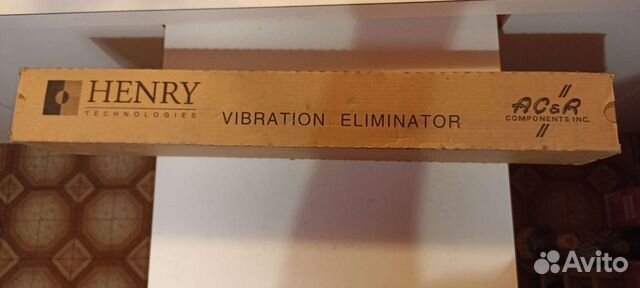 HENRY
TECHNOLOGIES
VIBRATION ELIMINATOR
AC&R
COMPONENTS INC.
Avito